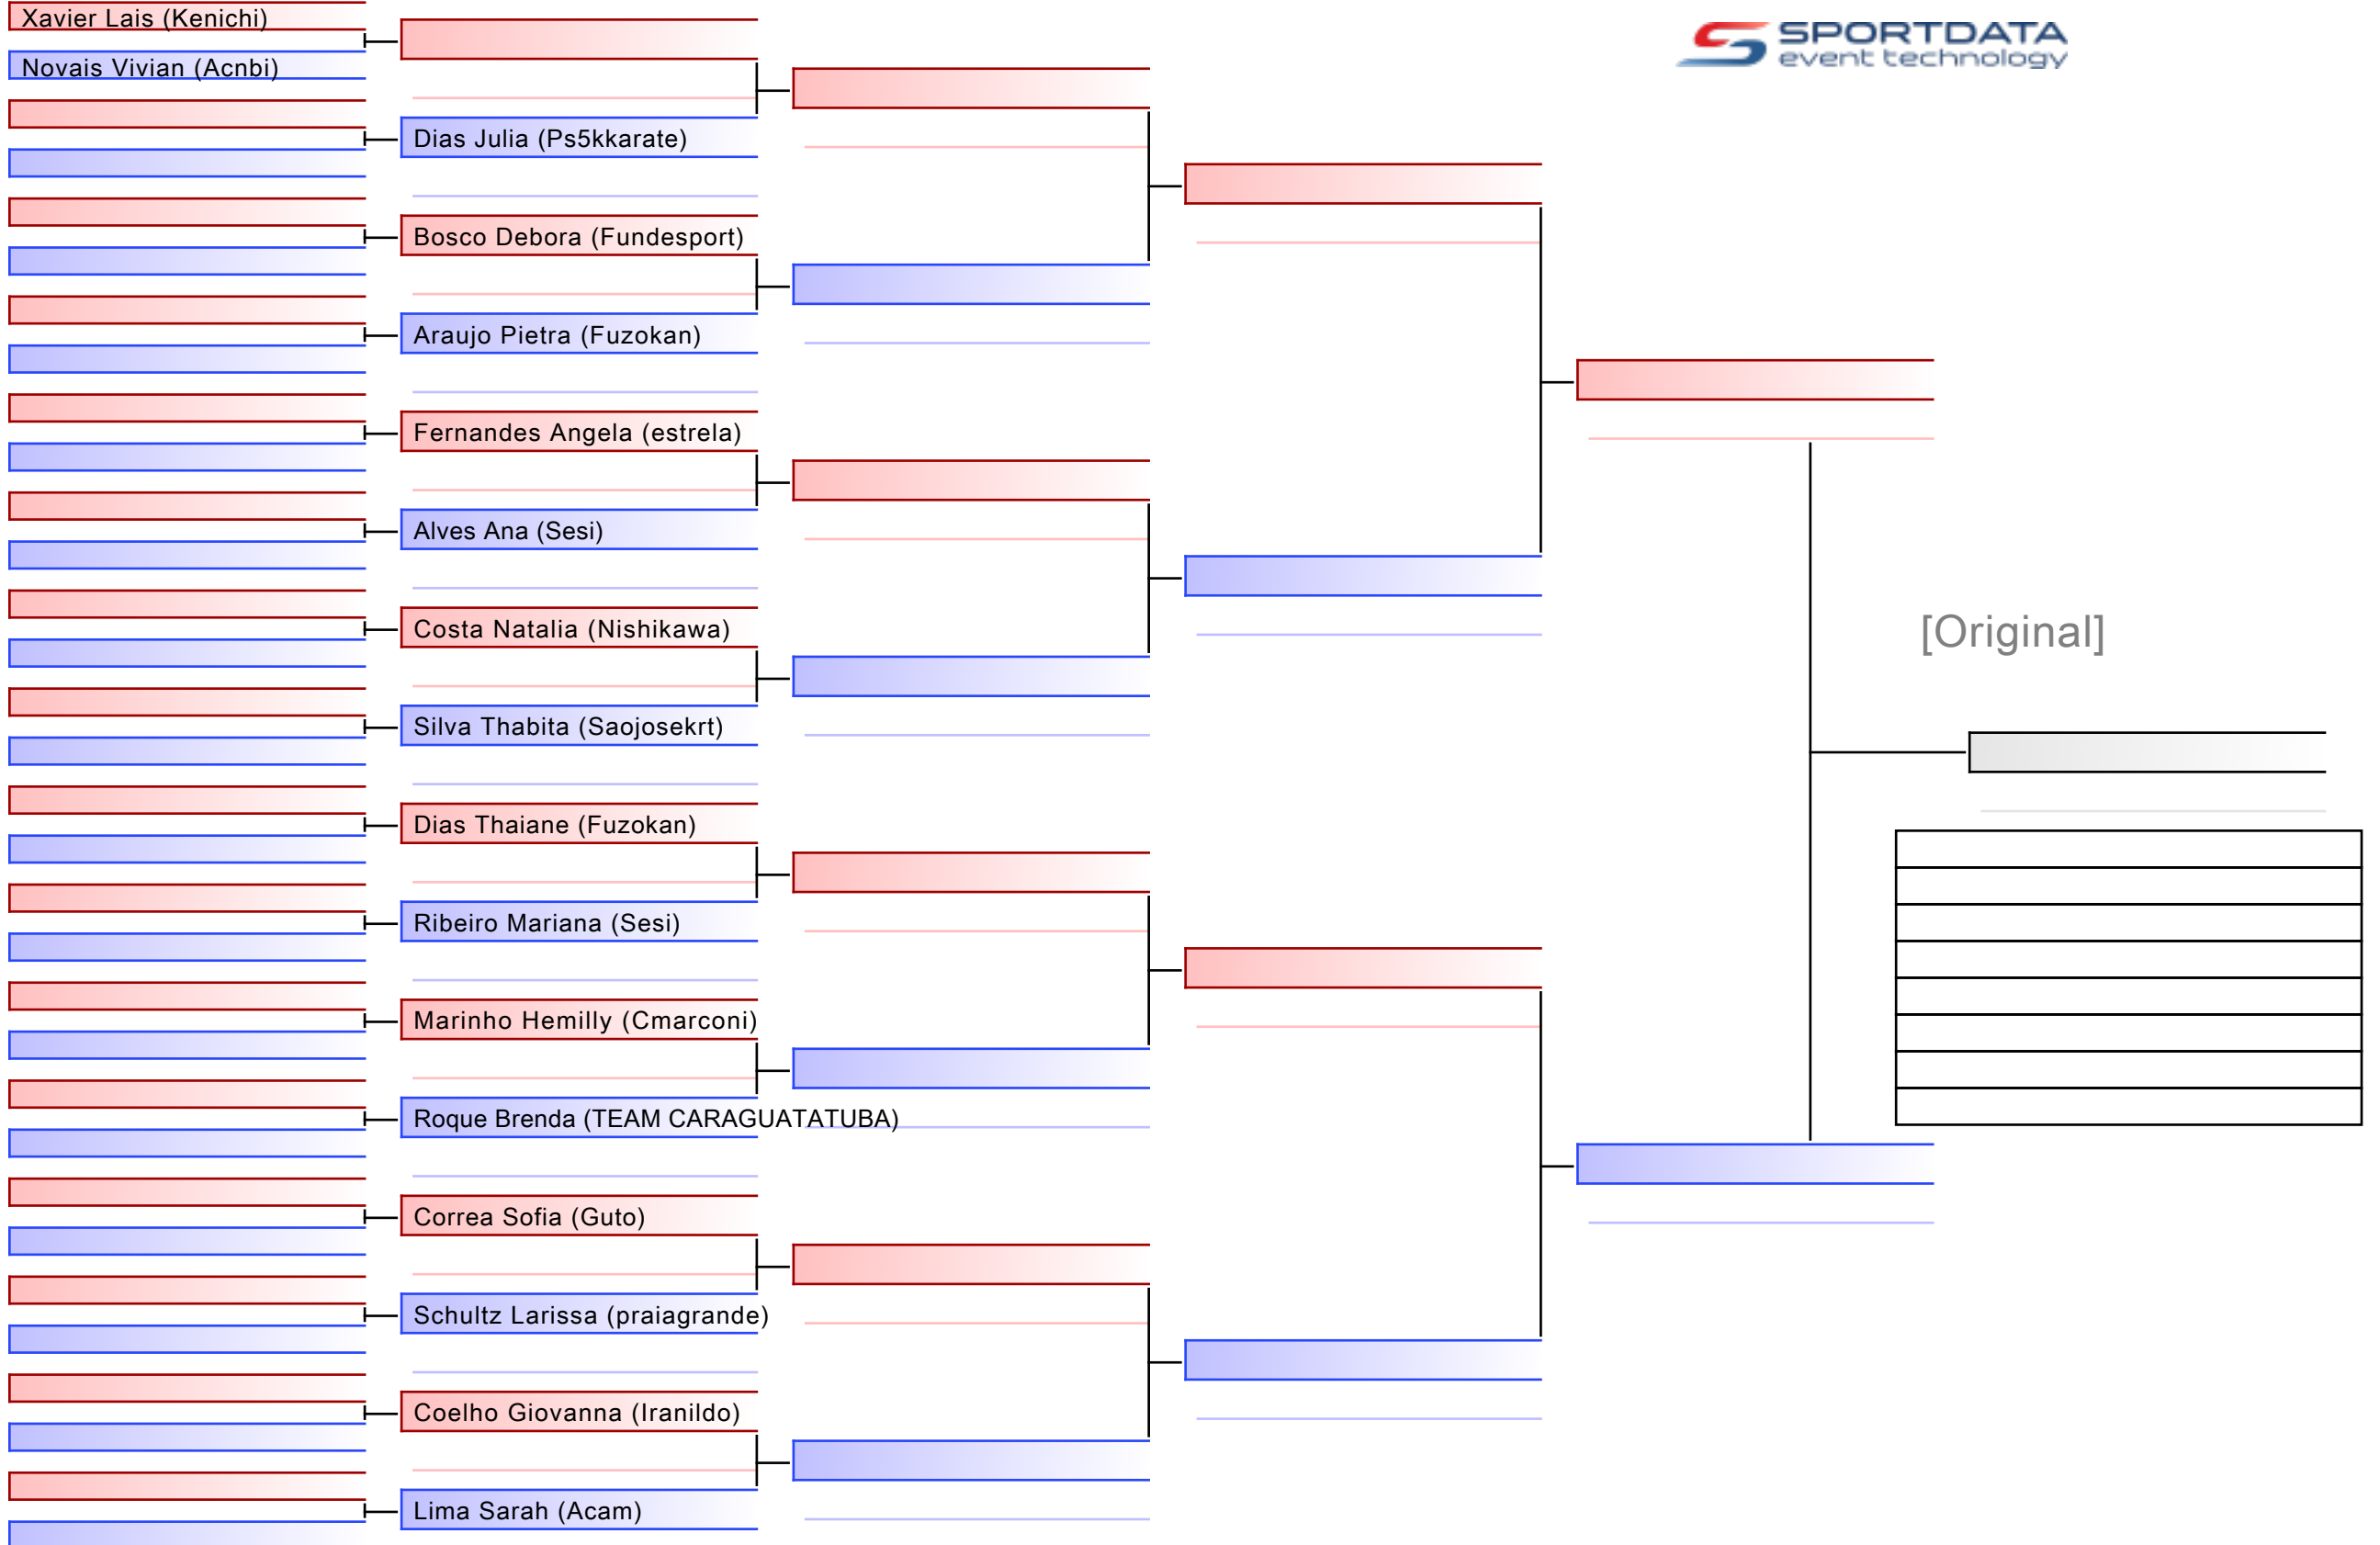 Xavier Lais (Kenichi)
Novais Vivian (Acnbi)
SPORTDATA
event technology
Dias Julia (Ps5kkarate)
Bosco Debora (Fundesport)
Araujo Pietra (Fuzokan)
Fernandes Angela (estrela)
Alves Ana (Sesi)
Costa Natalia (Nishikawa)
[Original]
Silva Thabita (Saojosekrt)
Dias Thaiane (Fuzokan)
Ribeiro Mariana (Sesi)
Marinho Hemilly (Cmarconi)
Roque Brenda (TEAM CARAGUATATUBA)
Correa Sofia (Guto)
Schultz Larissa (praiagrande)
Coelho Giovanna (Iranildo)
Lima Sarah (Acam)